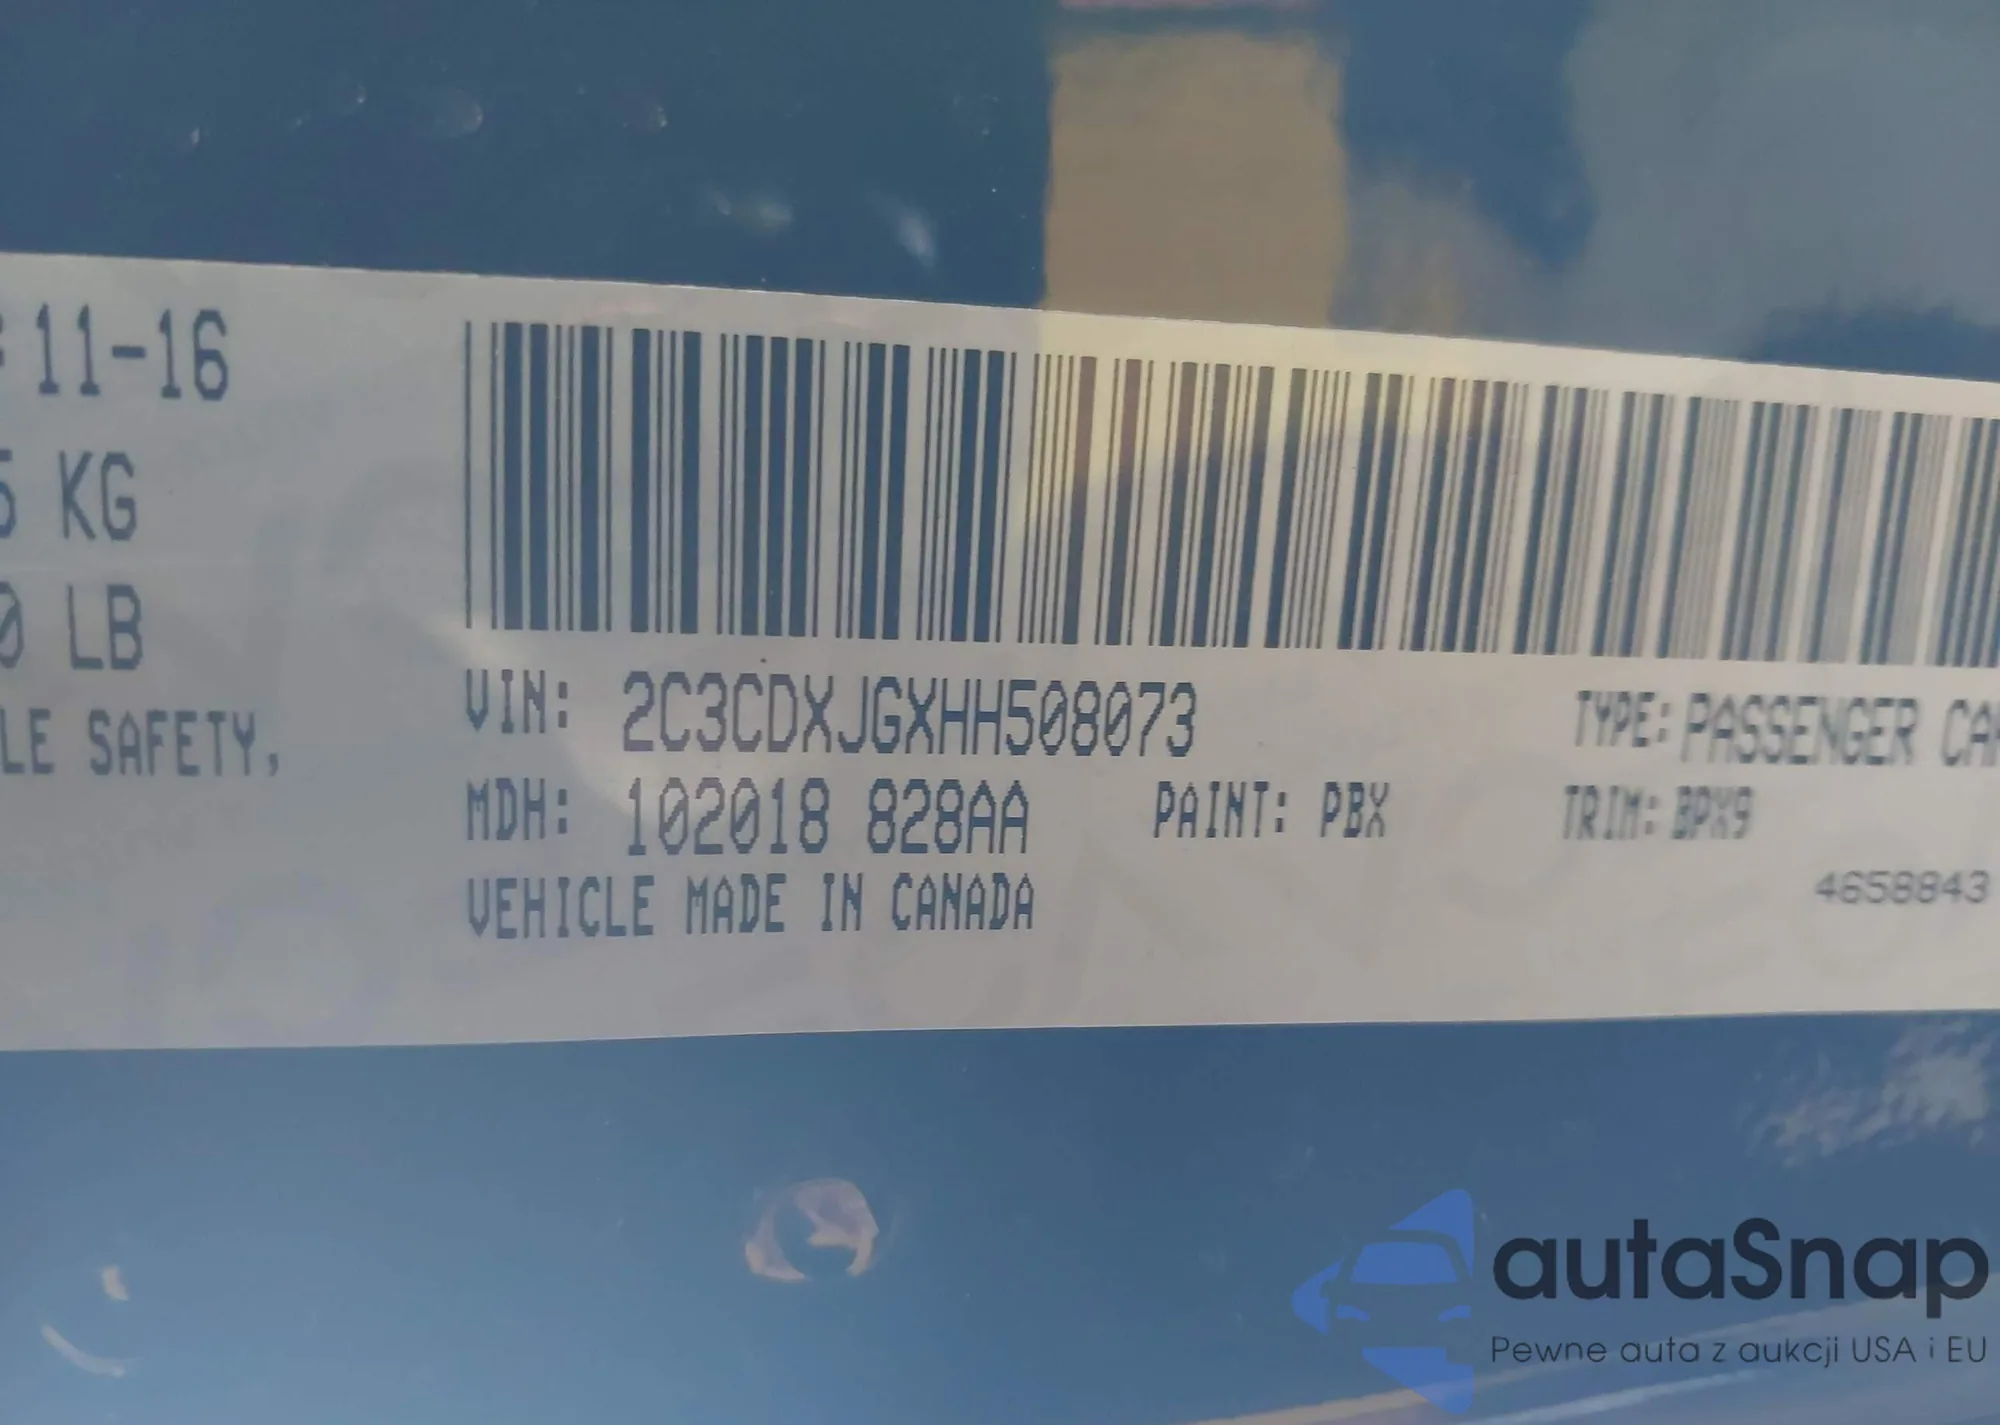 :11-16
5 KG
0 LB
LE SAFETY,
VIN: 2C3CDXJGXHH508073
TYPE: PASSENGER CA
MDH: 102018 828AA
PAINT: PBX
TRIM: BPX9
VEHICLE MADE IN CANADA
4658843
autaSnap
Pewne auta z aukcji USA i EU